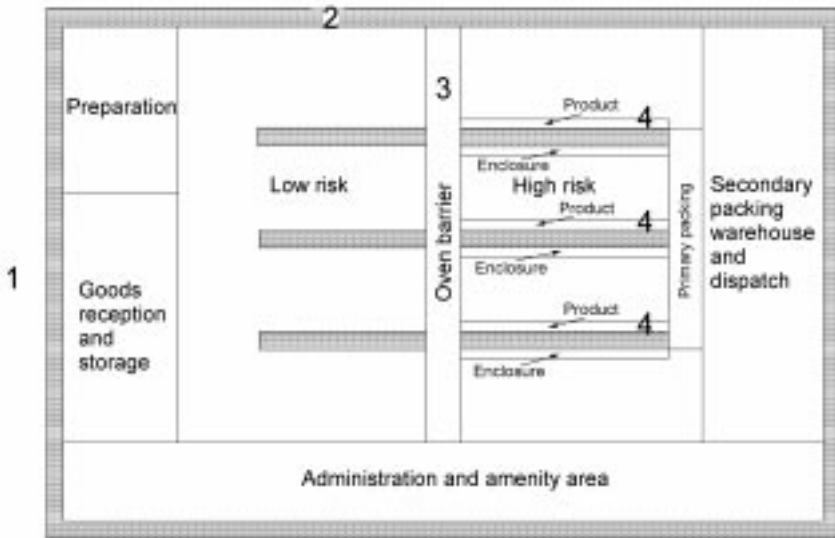 2
3
Preparation
Product
4
Enclosure
Low risk
High risk
Secondary
packing
warehouse
and
dispatch
Product
4
Enclosure
Oven barrier
Primary packing
1
Goods
reception
and
storage
Product
4
Enclosure
Administration and amenity area